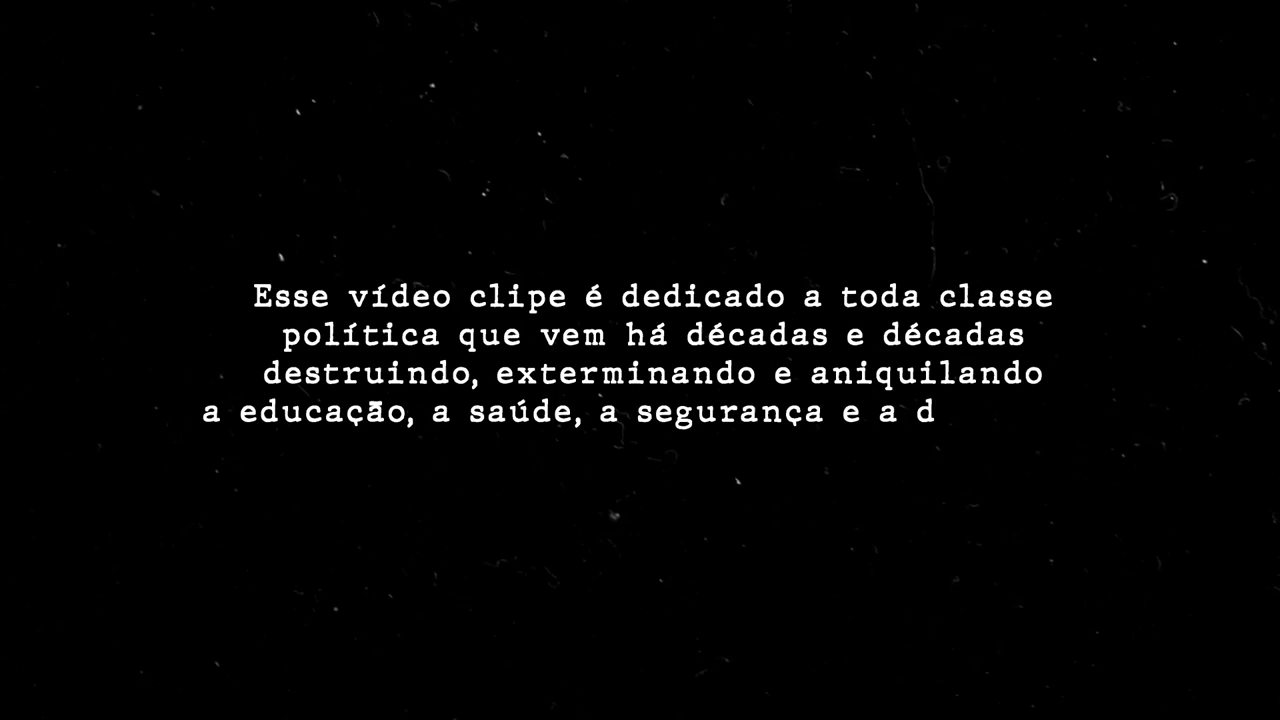 Esse vídeo clipe é dedicado a toda classe
política que vem há décadas e décadas
destruindo, exterminando e aniquilando
a educação, a saúde, a segurança e a d